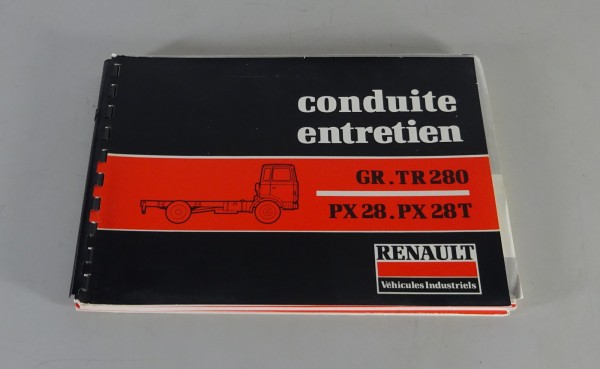 conduite
entretien
GR.TR 280
PX 28.PX 28T
RENAULT
Véhicules Industriels